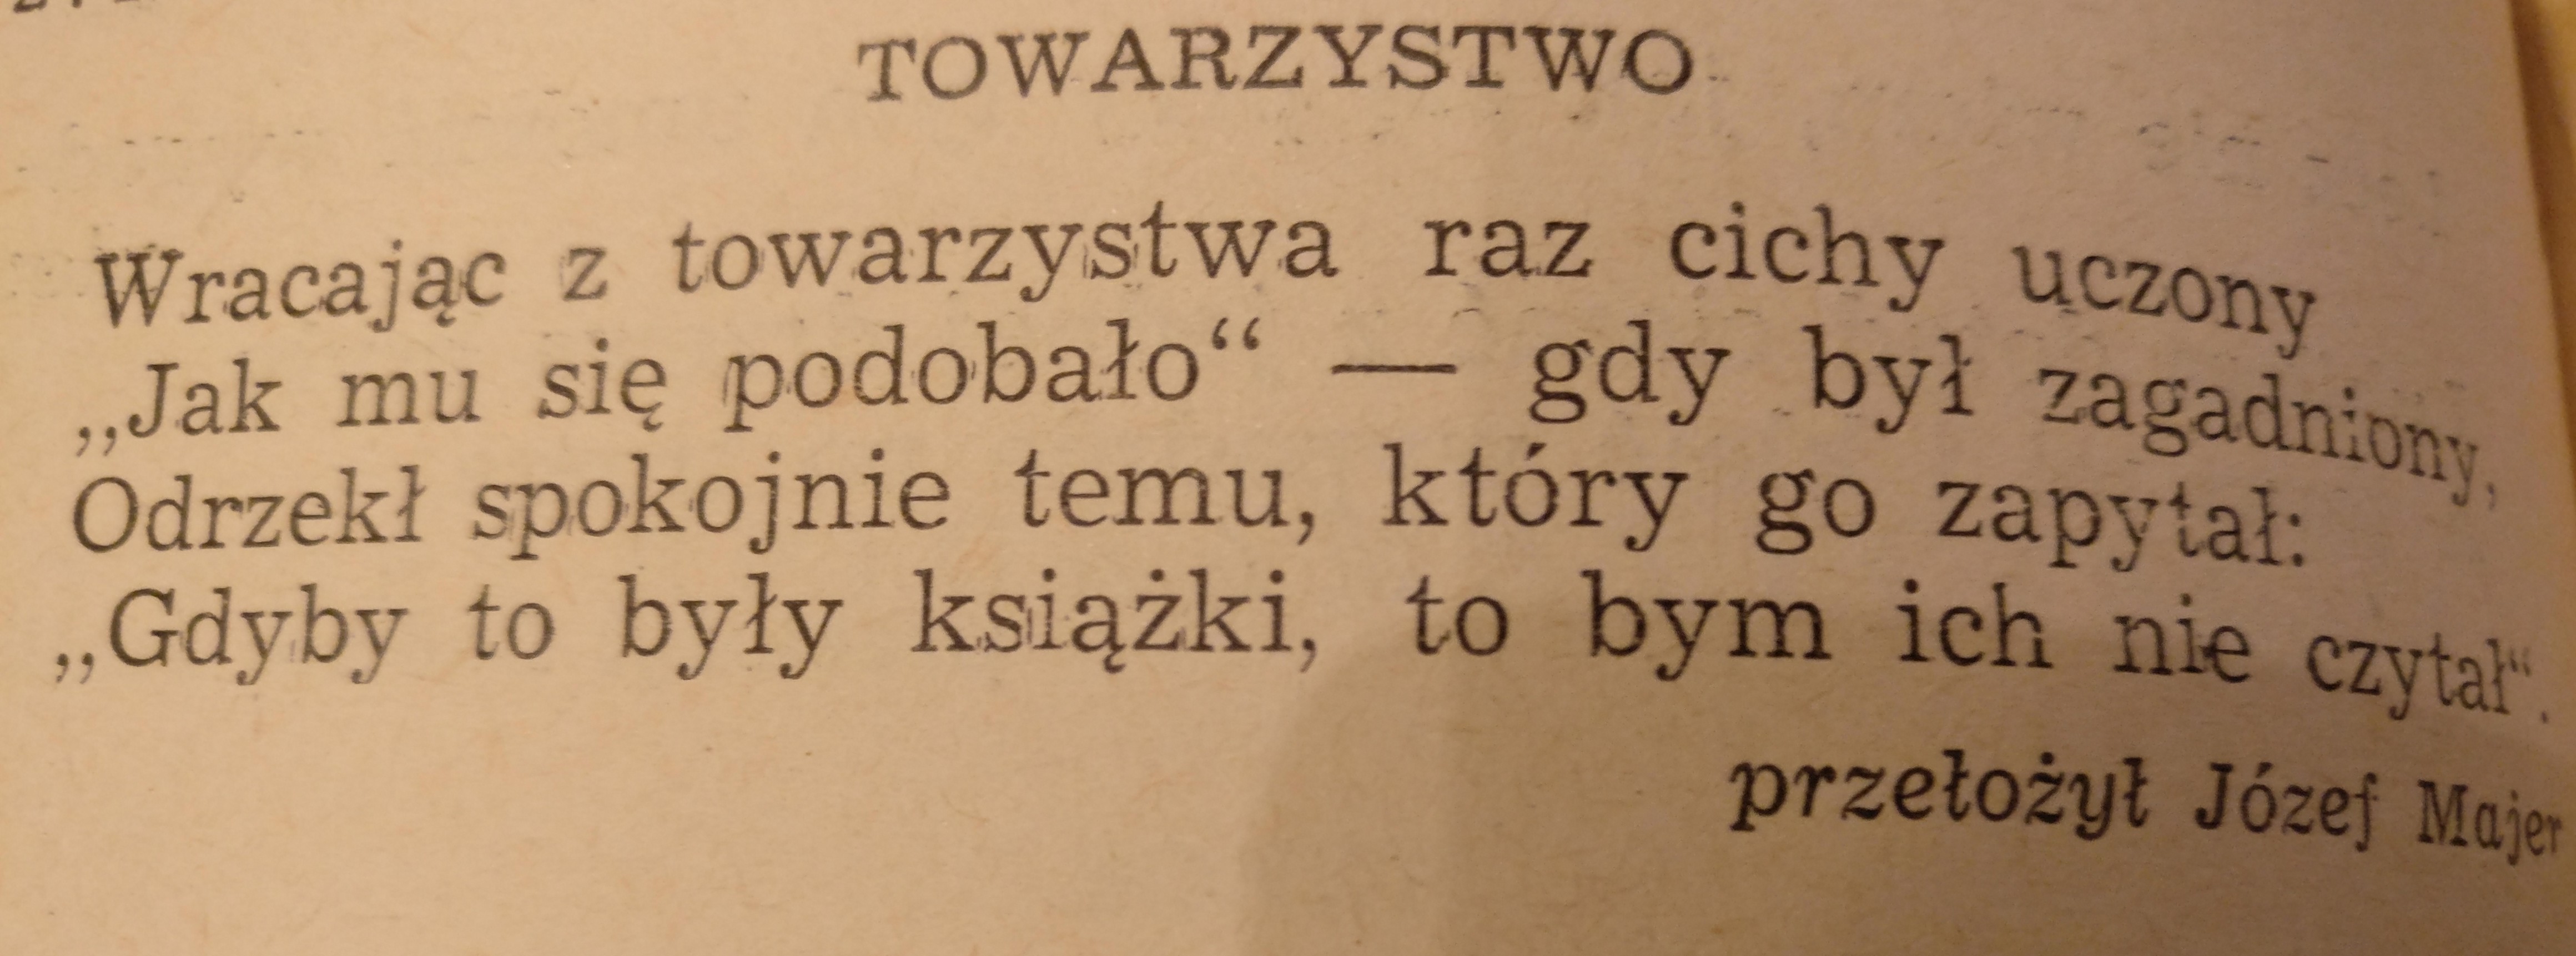 TOWARZYSTWO
Wracając z towarzystwa raz cichy uczony
„Jak mu się podobało“ — gdy był zagadniony,
Odrzekł spokojnie temu, który go zapytał:
„Gdyby to były książki, to bym ich nie czytał“.
przełożył Józef Majer